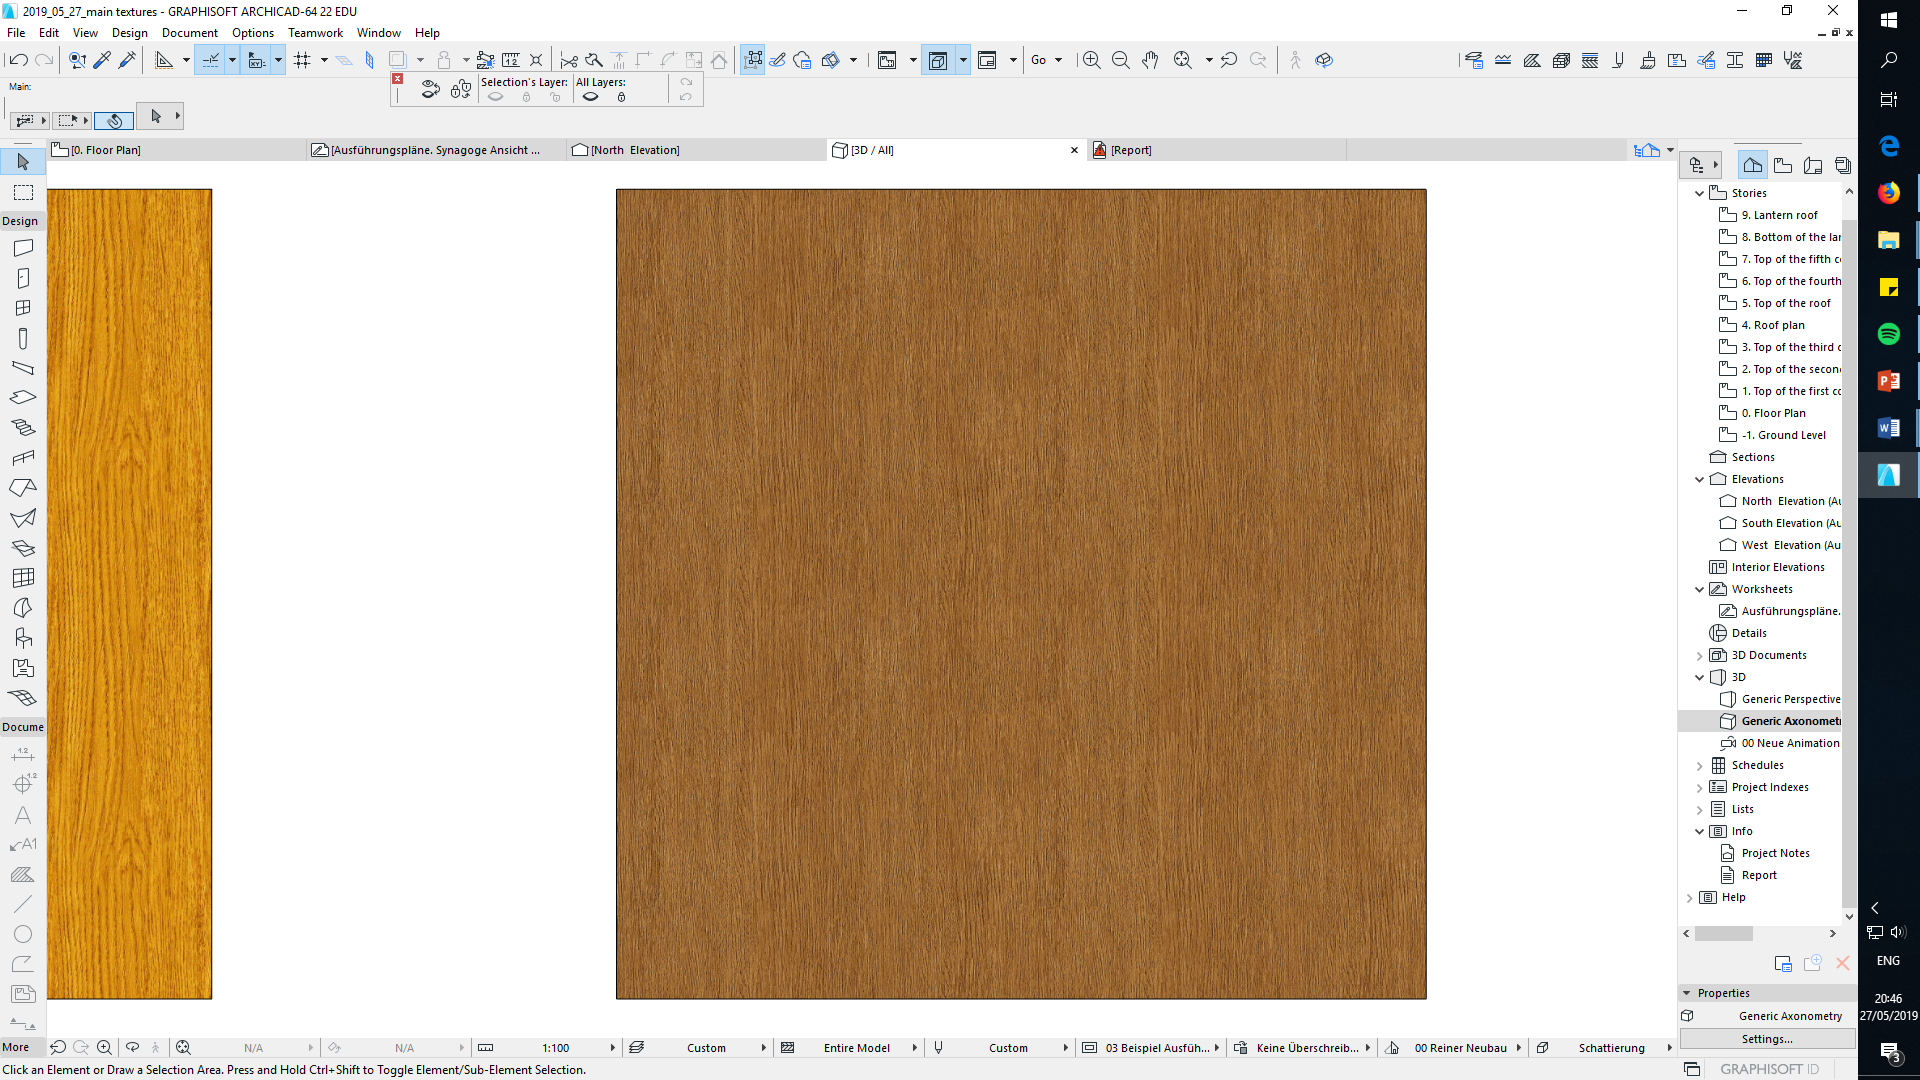 2019_05_27_main textures - GRAPHISOFT ARCHICAD-64 22 EDU
File Edit View Design Document Options Teamwork Window Help
Go
Main:
Selection's Layer: All Layers:
[0. Floor Plan] [Ausführungspläne. Synagoge Ansicht ... [North Elevation] [3D / All] [Report]
Design
Docume
More
Stories
9. Lantern roof
8. Bottom of the lar
7. Top of the fifth c
6. Top of the fourth
5. Top of the roof
4. Roof plan
3. Top of the third c
2. Top of the secon
1. Top of the first cc
0. Floor Plan
-1. Ground Level
Sections
Elevations
North Elevation (Au
South Elevation (Au
West Elevation (Au
Interior Elevations
Worksheets
Ausführungspläne.
Details
3D Documents
3D
Generic Perspective
Generic Axonomet
00 Neue Animation
Schedules
Project Indexes
Lists
Info
Project Notes
Report
Help
Properties
Generic Axonometry
Settings...
N/A N/A 1:100 Custom Entire Model Custom 03 Beispiel Ausfüh... Keine Überschreib... 00 Reiner Neubau Schattierung
Click an Element or Draw a Selection Area. Press and Hold Ctrl+Shift to Toggle Element/Sub-Element Selection.
GRAPHISOFT ID
ENG
20:46
27/05/2019
3